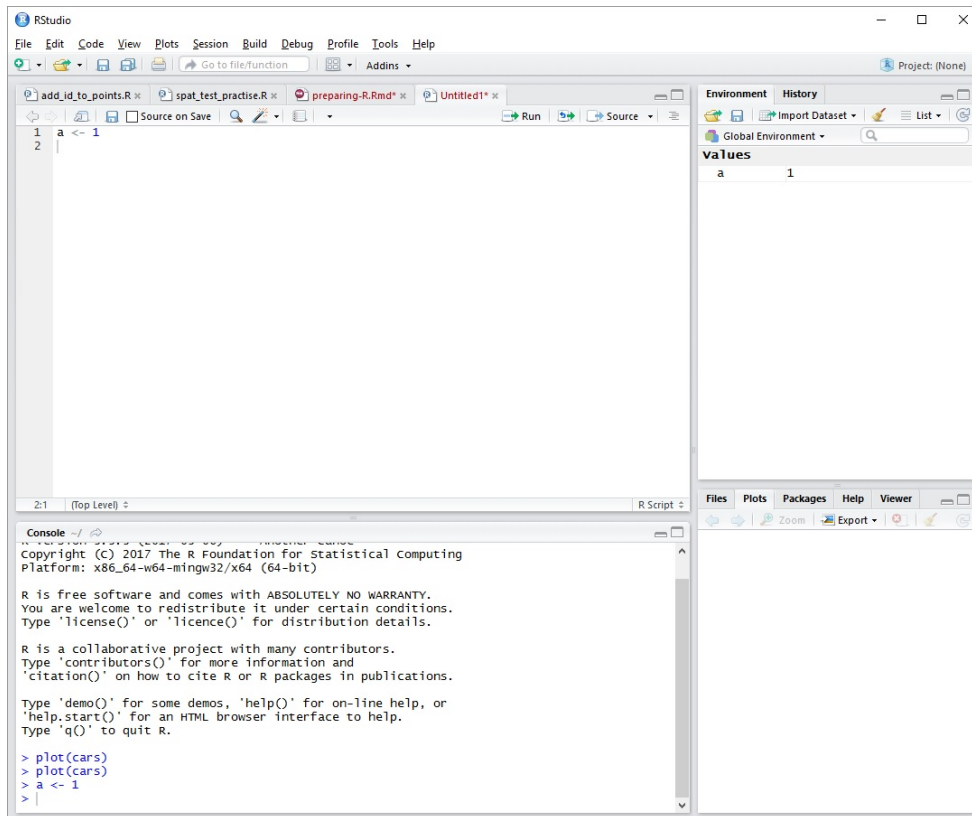 RStudio
File Edit Code View Plots Session Build Debug Profile Tools Help
Go to file/function Addins Project: (None)
add_id_to_points.R spat_test_practise.R preparing-R.Rmd* Untitled1*
Source on Save Run Source
1 a <- 1
2
2:1 (Top Level) R Script
Console ~/
Copyright (C) 2017 The R Foundation for Statistical Computing
Platform: x86_64-w64-mingw32/x64 (64-bit)
R is free software and comes with ABSOLUTELY NO WARRANTY.
You are welcome to redistribute it under certain conditions.
Type 'license()' or 'licence()' for distribution details.
R is a collaborative project with many contributors.
Type 'contributors()' for more information and
'citation()' on how to cite R or R packages in publications.
Type 'demo()' for some demos, 'help()' for on-line help, or
'help.start()' for an HTML browser interface to help.
Type 'q()' to quit R.
> plot(cars)
> plot(cars)
> a <- 1
>
Environment History
Import Dataset List
Global Environment
Values
a 1
Files Plots Packages Help Viewer
Zoom Export